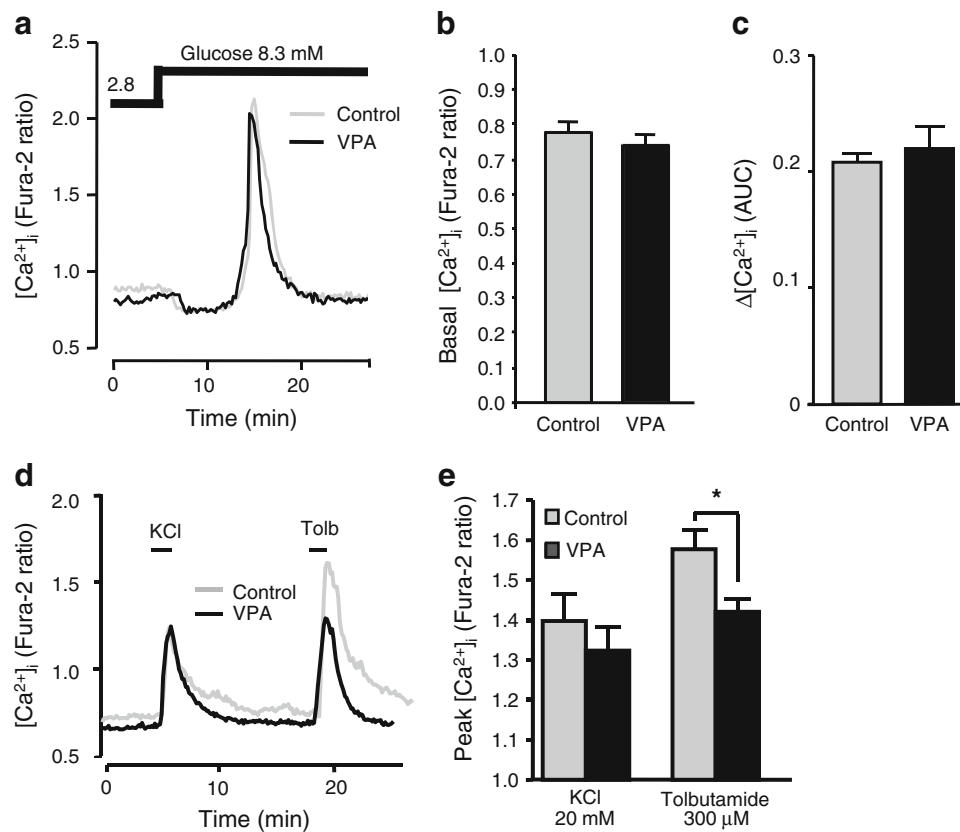 a
2.5
2.0
1.5
1.0
0.5
[Ca2+]i (Fura-2 ratio)
Glucose 8.3 mM
2.8
Control
VPA
0
10
20
Time (min)
b
1.0
0.9
0.8
0.7
0.6
0.5
0.4
0.3
0.2
0.1
0.0
Basal [Ca2+]i (Fura-2 ratio)
Control
VPA
c
0.3
0.2
0.1
0
Δ[Ca2+]i (AUC)
Control
VPA
d
2.0
1.5
1.0
0.5
[Ca2+]i (Fura-2 ratio)
KCl
Tolb
Control
VPA
0
10
20
Time (min)
e
1.7
1.6
1.5
1.4
1.3
1.2
1.1
1.0
Peak [Ca2+]i (Fura-2 ratio)
Control
VPA
*
KCl
20 mM
Tolbutamide
300 μM